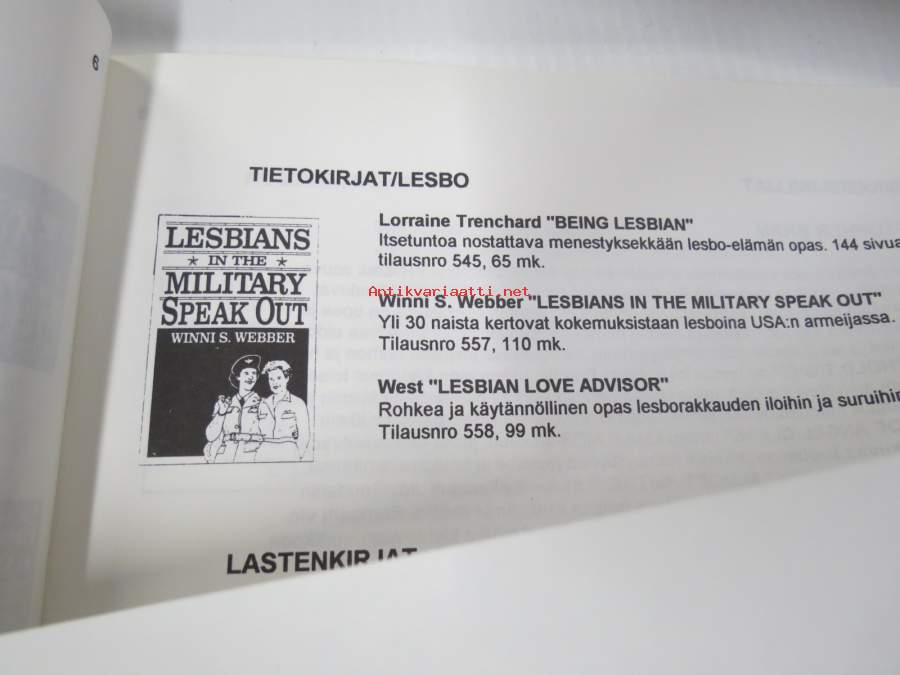 6
TIETOKIRJAT/LESBO
LESBIANS
IN THE
MILITARY
SPEAK OUT
WINNI S. WEBBER
Lorraine Trenchard "BEING LESBIAN"
Itsetuntoa nostattava menestyksekkään lesbo-elämän opas. 144 sivua
tilausnro 545, 65 mk.
Antikvariaatti.net
Winni S. Webber "LESBIANS IN THE MILITARY SPEAK OUT"
Yli 30 naista kertovat kokemuksistaan lesboina USA:n armeijassa.
Tilausnro 557, 110 mk.
West "LESBIAN LOVE ADVISOR"
Rohkea ja käytännöllinen opas lesborakkauden iloihin ja suruihin
Tilausnro 558, 99 mk.
LASTENKIRJAT